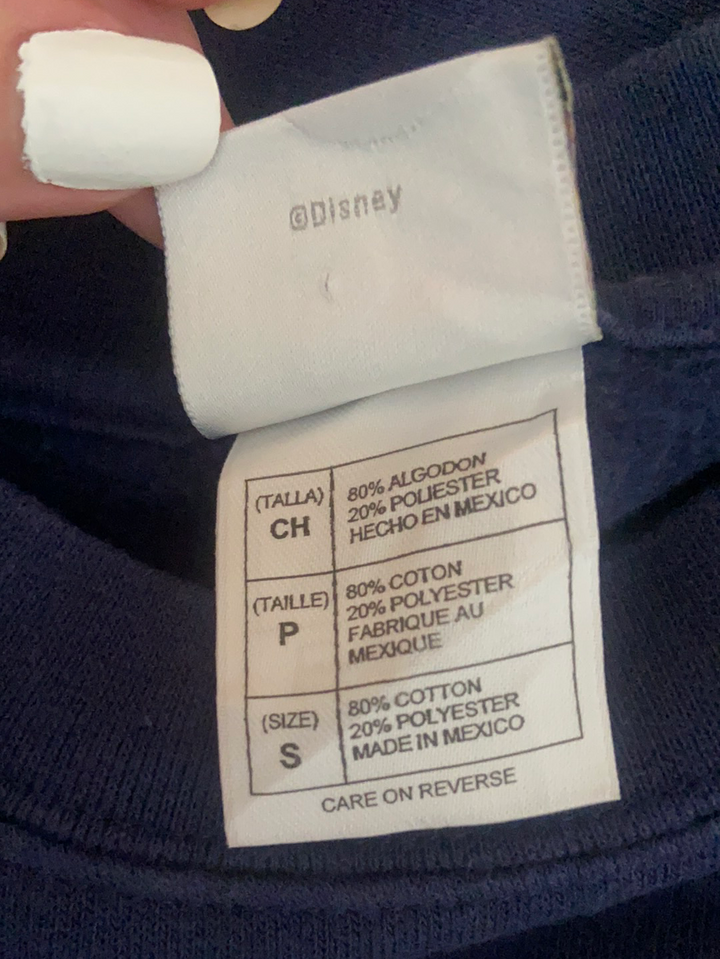 ©Disney
(TALLA)
CH
80% ALGODON
20% POLIESTER
HECHO EN MEXICO
(TAILLE)
P
80% COTON
20% POLYESTER
FABRIQUE AU
MEXIQUE
(SIZE)
S
80% COTTON
20% POLYESTER
MADE IN MEXICO
CARE ON REVERSE